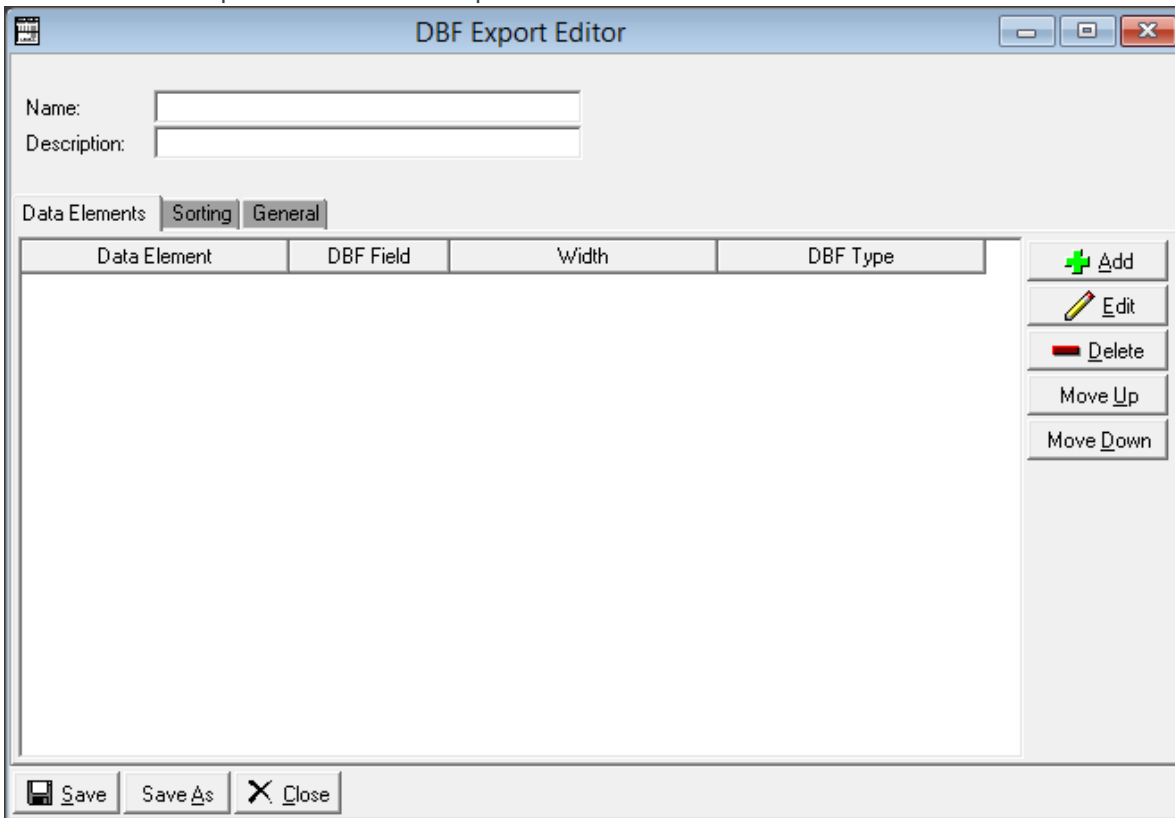 DBF Export Editor
Name:
Description:
Data Elements Sorting General
Data Element DBF Field Width DBF Type
Add
Edit
Delete
Move Up
Move Down
Save Save As Close